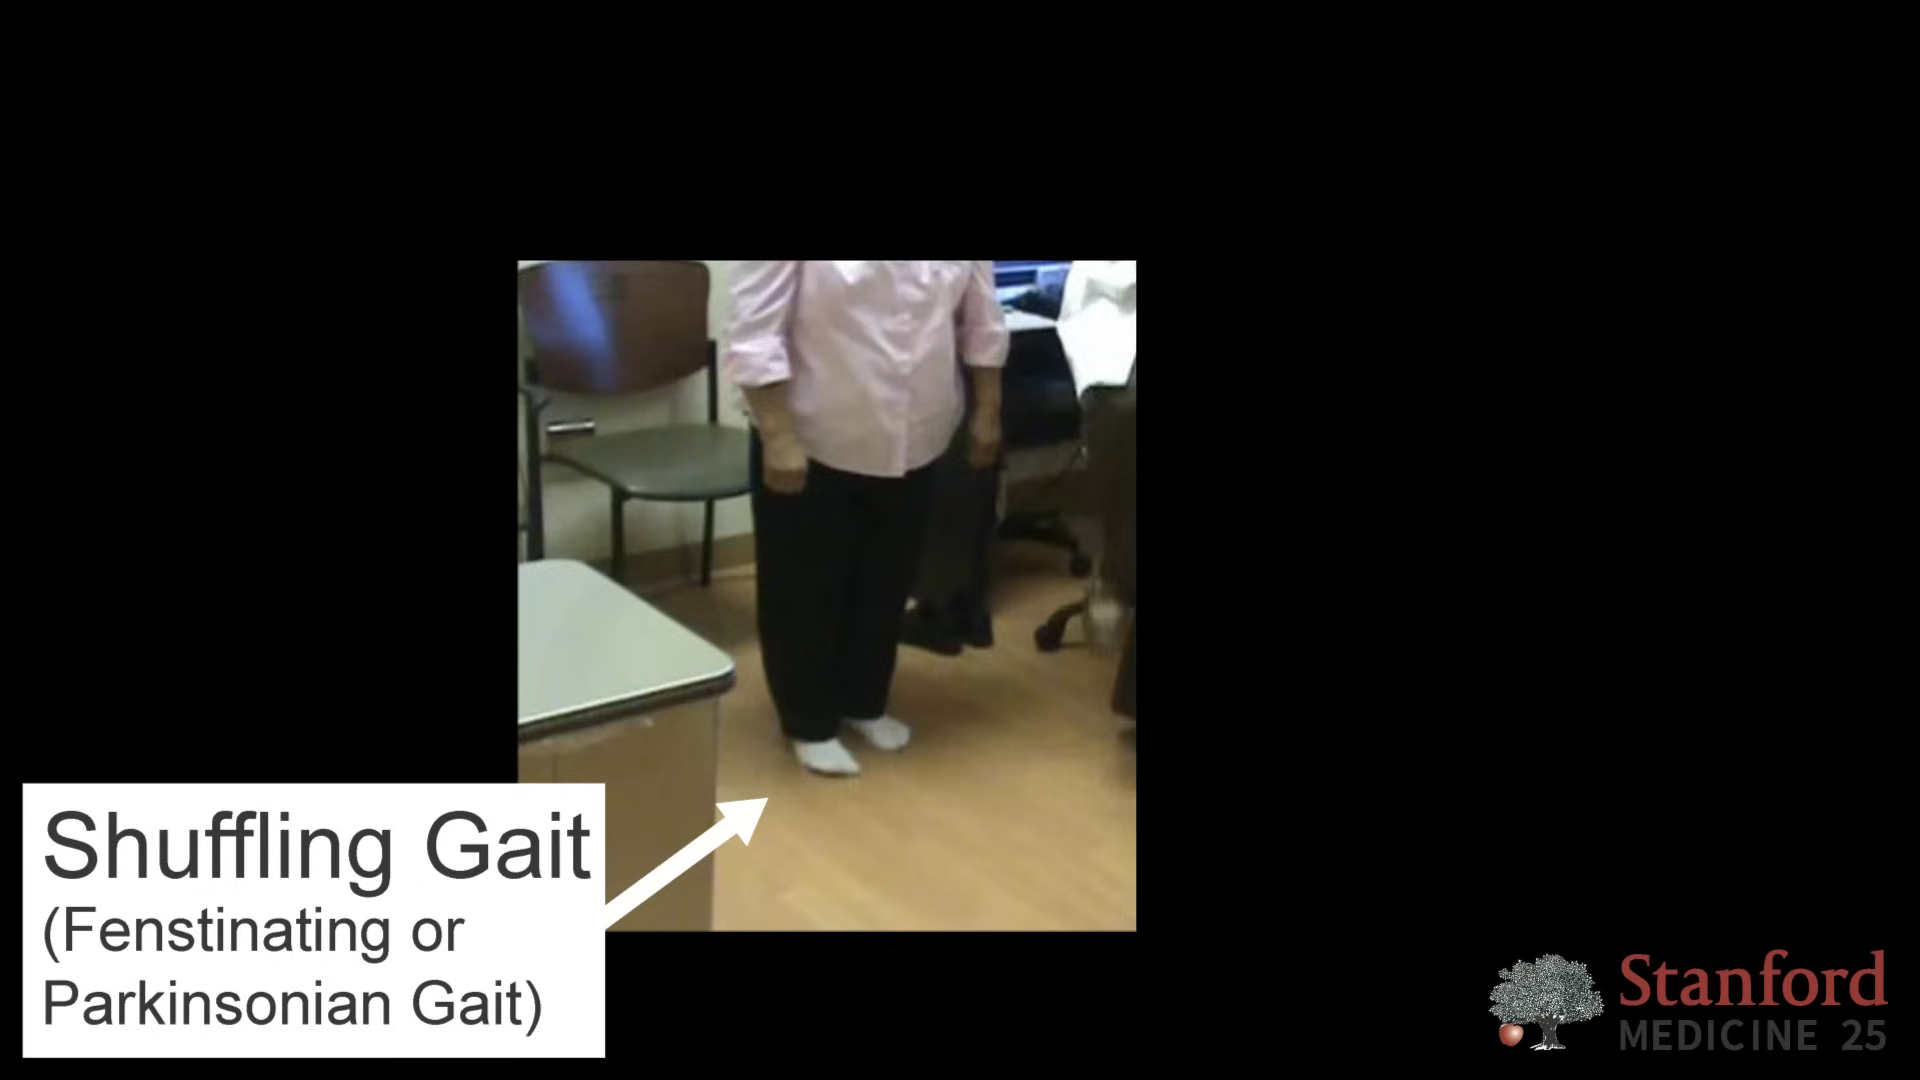 Shuffling Gait
(Fenstinating or
Parkinsonian Gait)
Stanford
MEDICINE 25